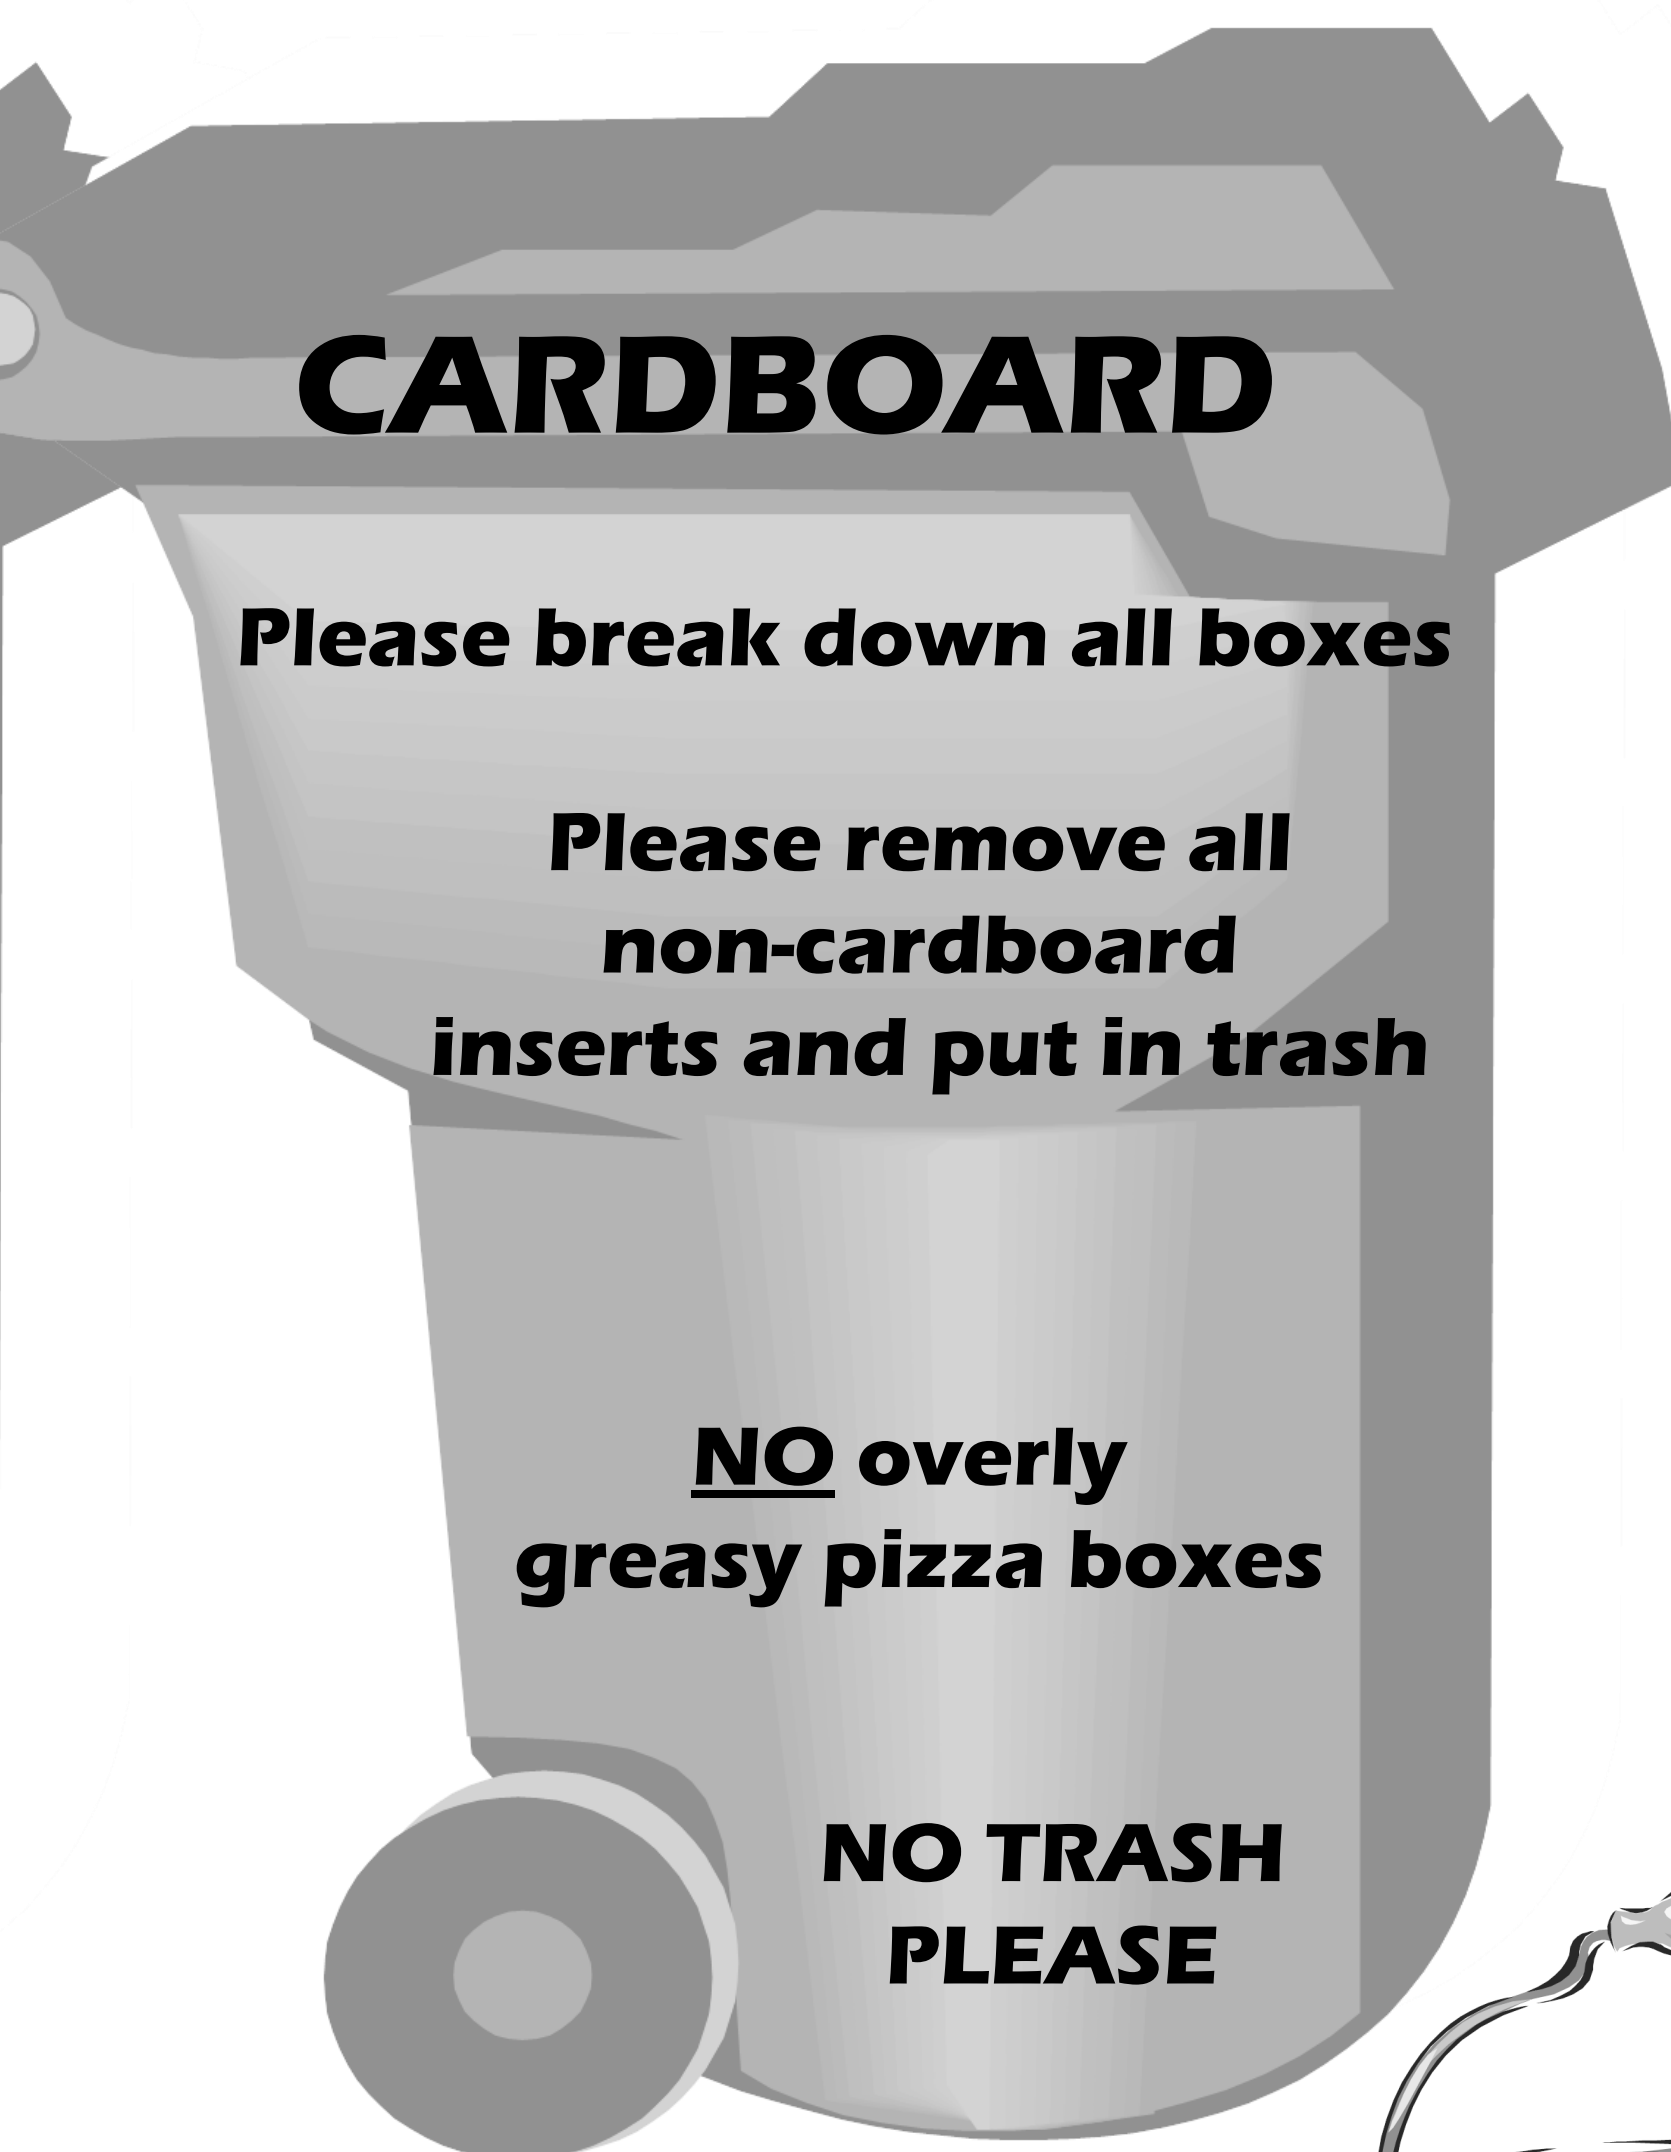 CARDBOARD
Please break down all boxes
Please remove all
non-cardboard
inserts and put in trash
NO overly
greasy pizza boxes
NO TRASH
PLEASE